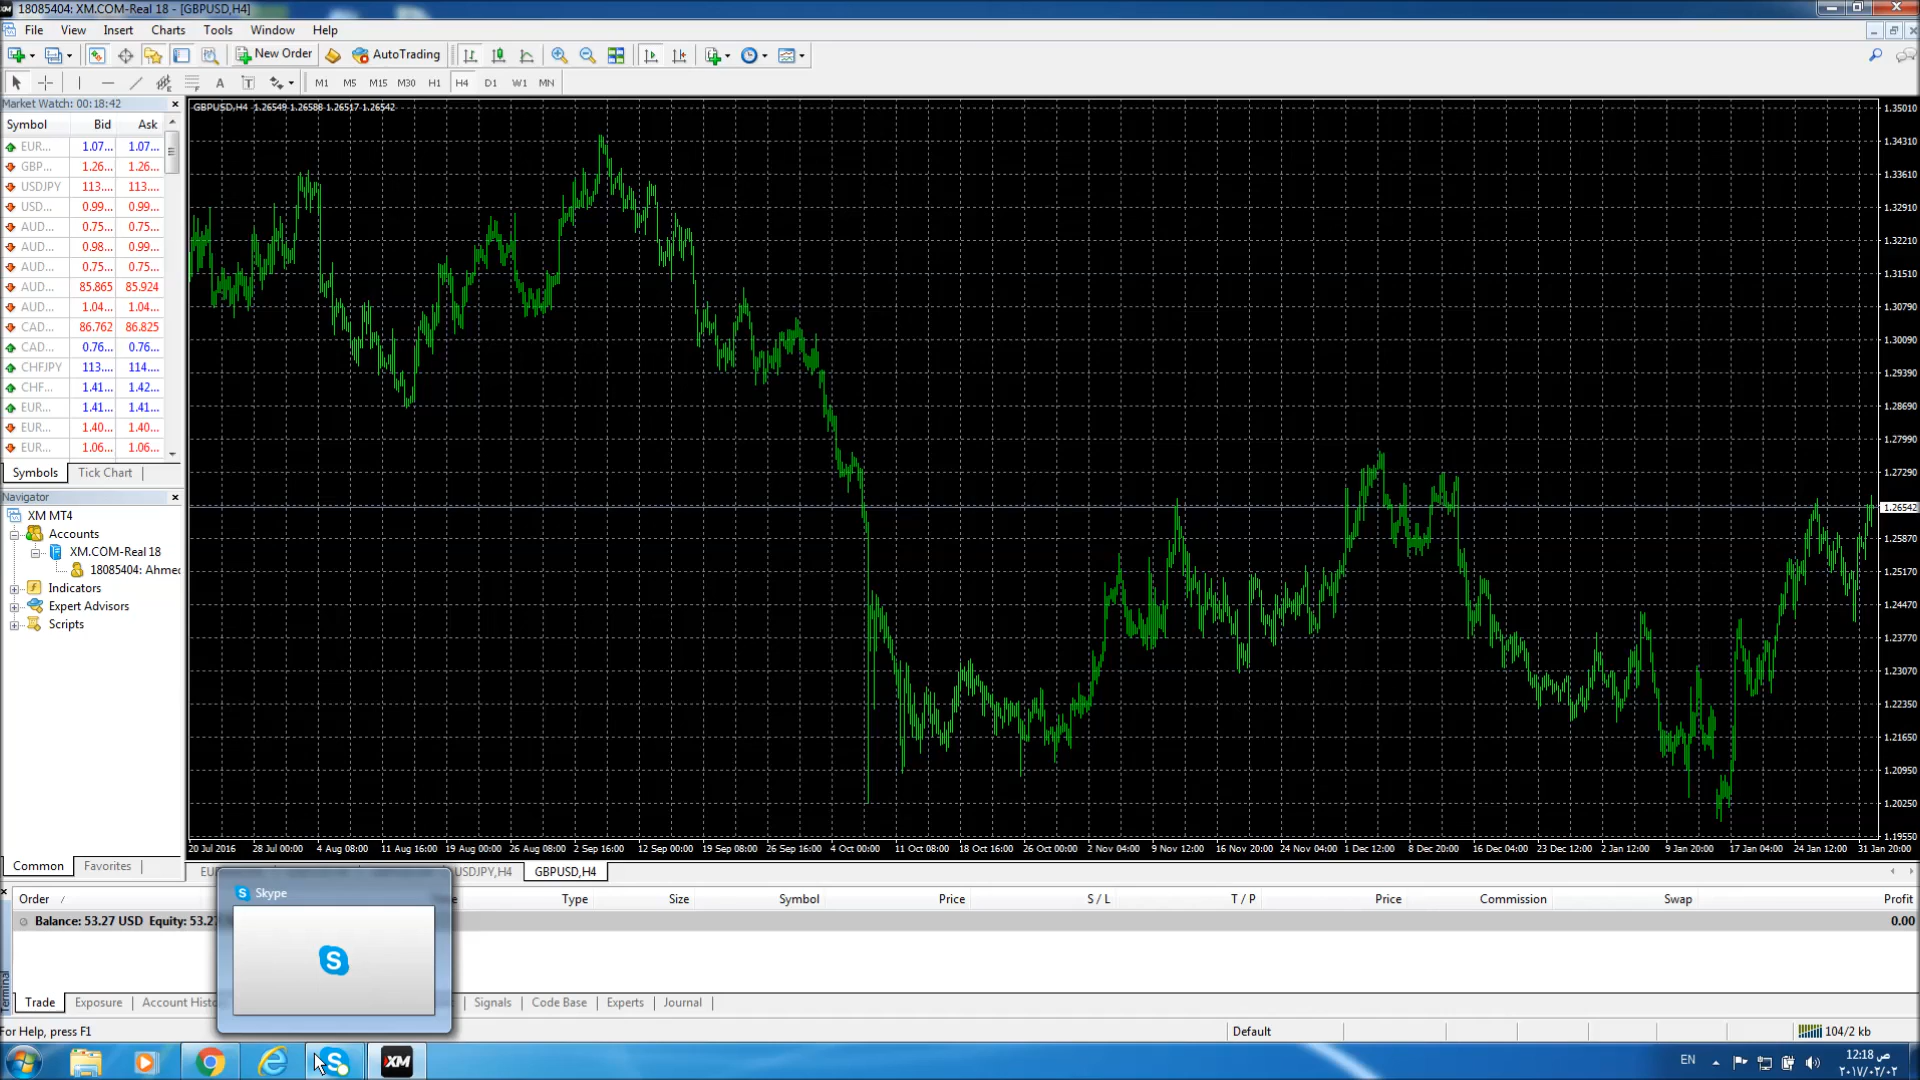 18085404: XM.COM-Real 18 - [GBPUSD,H4]
File View Insert Charts Tools Window Help
New Order AutoTrading
M1 M5 M15 M30 H1 H4 D1 W1 MN
Market Watch: 00:18:42
Symbol Bid Ask
EUR... 1.07... 1.07...
GBP... 1.26... 1.26...
USDJPY 113.... 113....
USD... 0.99... 0.99...
AUD... 0.75... 0.75...
AUD... 0.98... 0.99...
AUD... 0.75... 0.75...
AUD... 85.865 85.924
AUD... 1.04... 1.04...
CAD... 86.762 86.825
CAD... 0.76... 0.76...
CHFJPY 113.... 114....
CHF... 1.41... 1.42...
EUR... 1.41... 1.41...
EUR... 1.40... 1.40...
EUR... 1.06... 1.06...
Symbols Tick Chart
Navigator
XM MT4
Accounts
XM.COM-Real 18
18085404: Ahmed
Indicators
Expert Advisors
Scripts
Common Favorites
GBPUSD,H4 1.26549 1.26588 1.26517 1.26542
1.35010
1.34310
1.33610
1.32910
1.32210
1.31510
1.30790
1.30090
1.29390
1.28690
1.27990
1.27290
1.26542
1.25870
1.25170
1.24470
1.23770
1.23070
1.22350
1.21650
1.20950
1.20250
1.19550
20 Jul 2016 28 Jul 00:00 4 Aug 08:00 11 Aug 16:00 19 Aug 00:00 26 Aug 08:00 2 Sep 16:00 12 Sep 00:00 19 Sep 08:00 26 Sep 16:00 4 Oct 00:00 11 Oct 08:00 18 Oct 16:00 26 Oct 00:00 2 Nov 04:00 9 Nov 12:00 16 Nov 20:00 24 Nov 04:00 1 Dec 12:00 8 Dec 20:00 16 Dec 04:00 23 Dec 12:00 2 Jan 12:00 9 Jan 20:00 17 Jan 04:00 24 Jan 12:00 31 Jan 20:00
EU USDJPY,H4 GBPUSD,H4
Skype
Order / Type Size Symbol Price S / L T / P Price Commission Swap Profit
Balance: 53.27 USD Equity: 53.27 0.00
Terminal
Trade Exposure Account Histo Signals Code Base Experts Journal
For Help, press F1 Default 104/2 kb
XM EN 12:18 ص
٢٠١٧/٠٢/٠٢